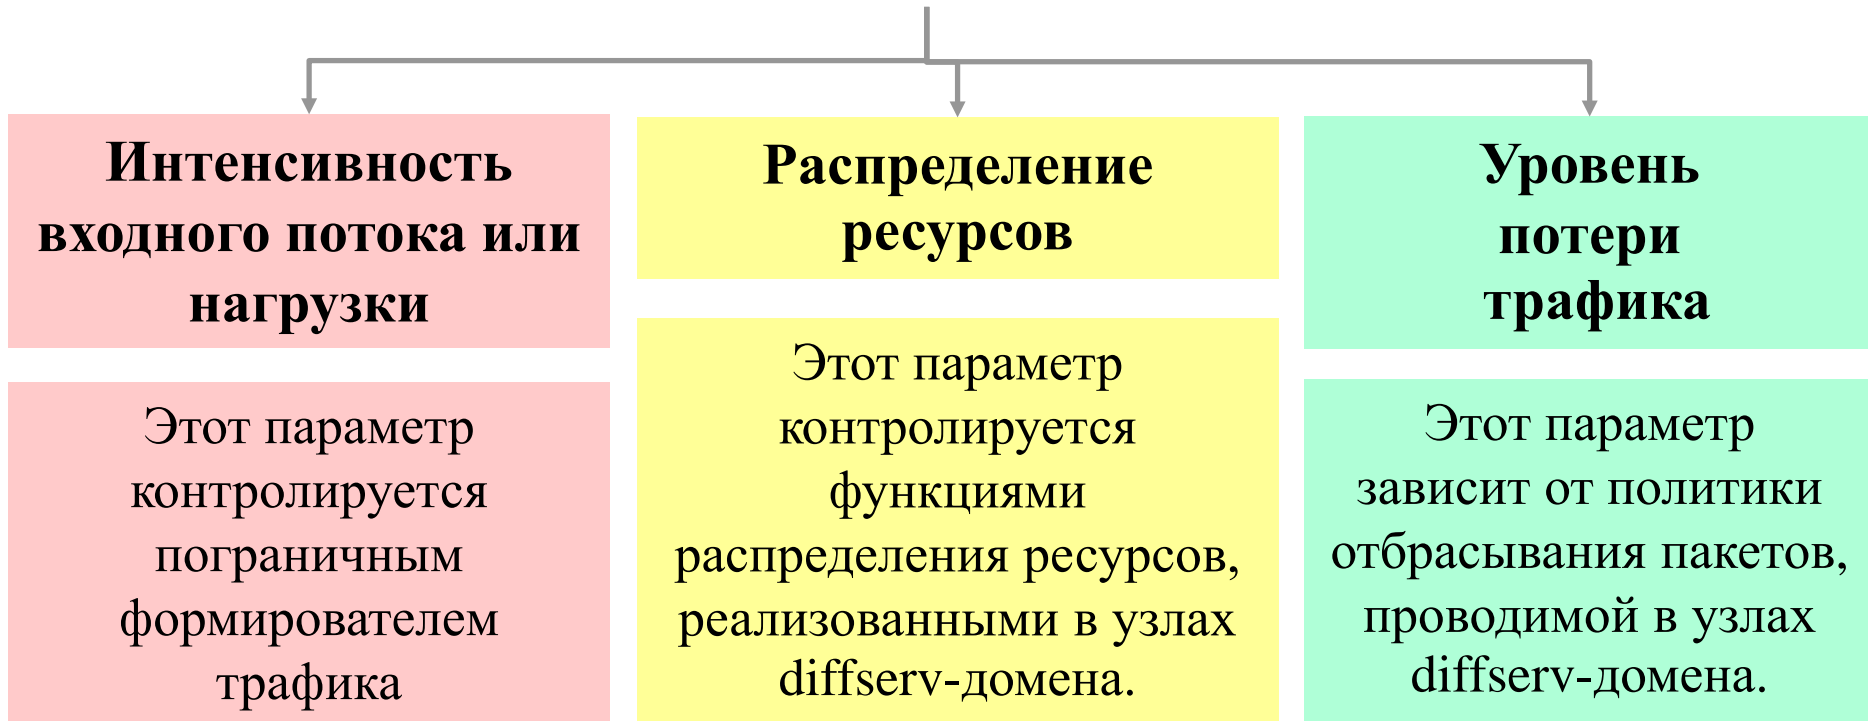 Интенсивность
входного потока или
нагрузки
Этот параметр
контролируется
пограничным
формирователем
трафика
Распределение
ресурсов
Этот параметр
контролируется
функциями
распределения ресурсов,
реализованными в узлах
diffserv-домена.
Уровень
потери
трафика
Этот параметр
зависит от политики
отбрасывания пакетов,
проводимой в узлах
diffserv-домена.